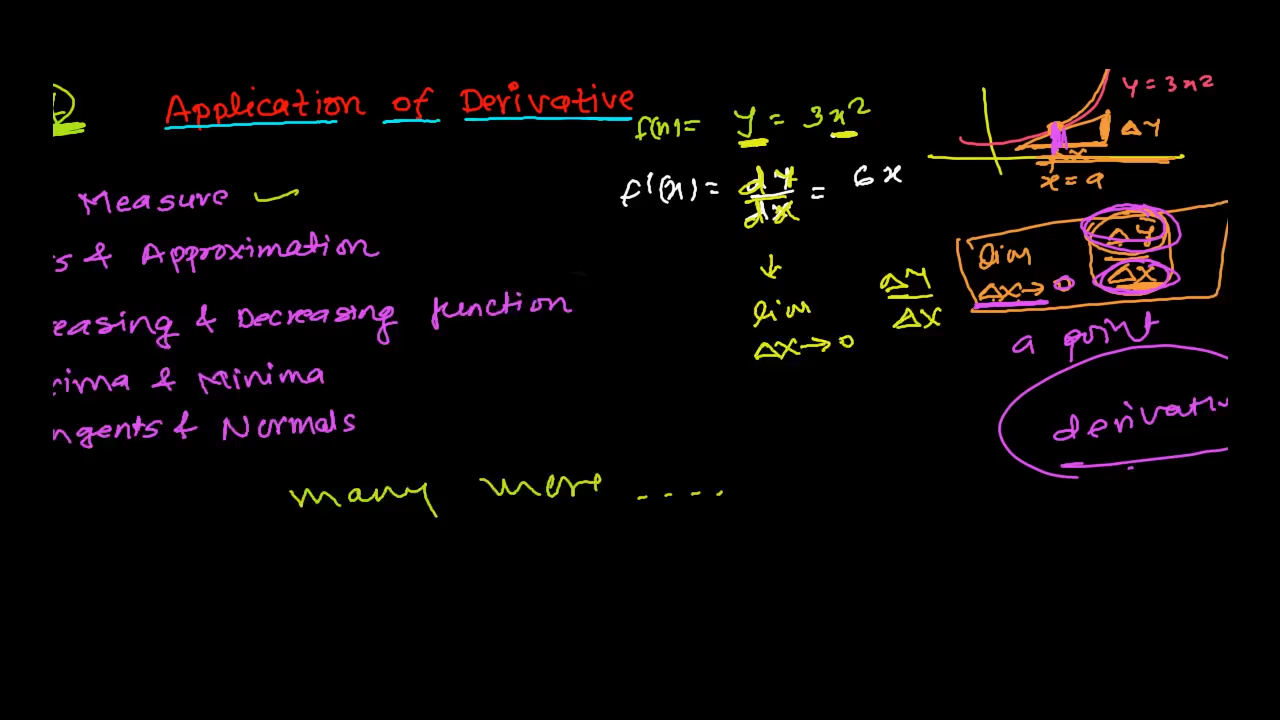 Application of Derivative
Measure
s & Approximation
easing & Decreasing function
ima & Minima
ngents & Normals
many more ....
f(x) = y = 3x²
f'(x) = dy/dx = 6x
lim Δx→0 ΔY/ΔX
Y = 3x²
ΔY
Δx
x = a
lim Δx→0 ΔY/ΔX
a point
derivati